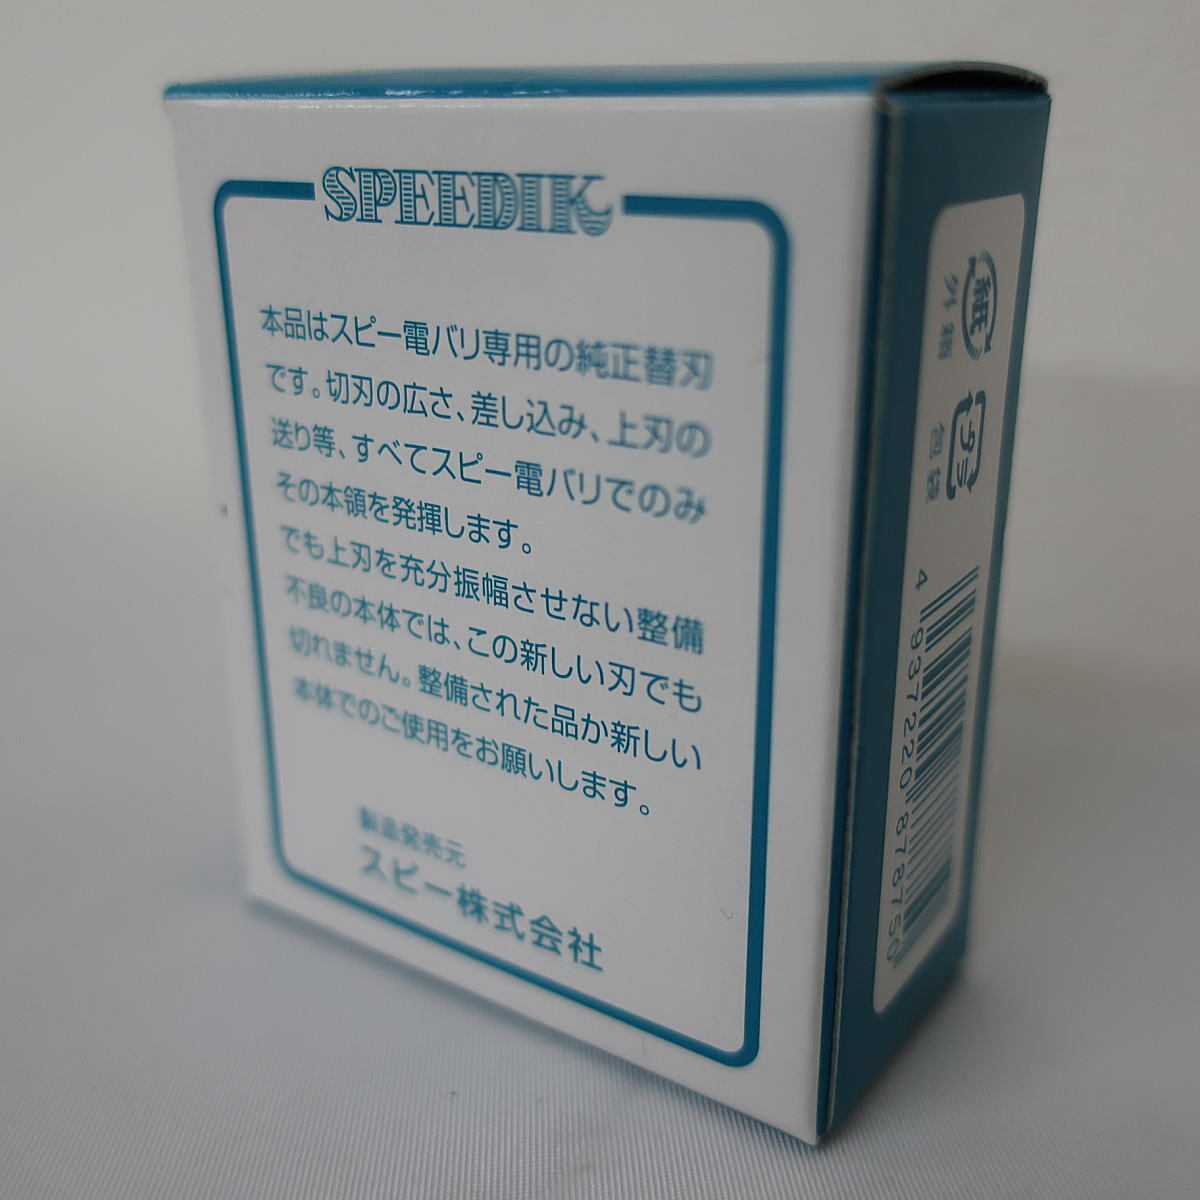 SPEEDIK
本品はスピー電バリ専用の純正替刃
です。切刃の広さ、差し込み、上刃の
送り等、すべてスピー電バリでのみ
その本領を発揮します。
でも上刃を充分振幅させない整備
不良の本体では、この新しい刃でも
切れません。整備された品か新しい
本体でのご使用をお願いします。
製造発売元
スピー株式会社
紙
外箱
プラ
包袋
4 937220 878750